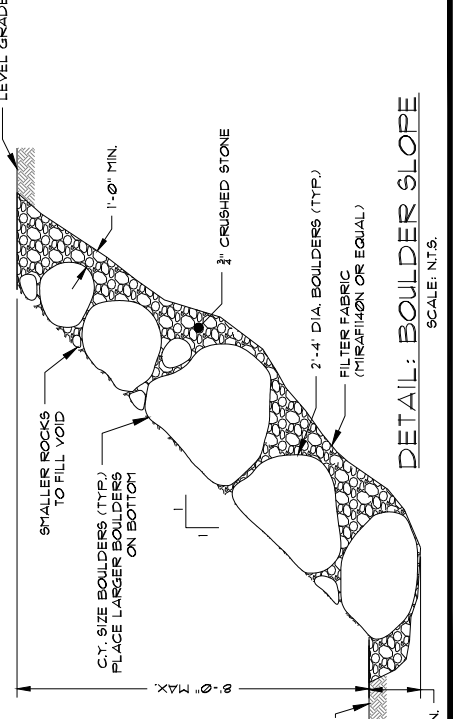 LEVEL GRADE
1'-0" MIN.
3/4" CRUSHED STONE
SMALLER ROCKS
TO FILL VOID
C.Y. SIZE BOULDERS (TYP.)
PLACE LARGER BOULDERS
ON BOTTOM
1
1
2'-4' DIA. BOULDERS (TYP.)
FILTER FABRIC
(MIRAFI140N OR EQUAL)
8'-0" MAX.
DETAIL: BOULDER SLOPE
SCALE: N.T.S.